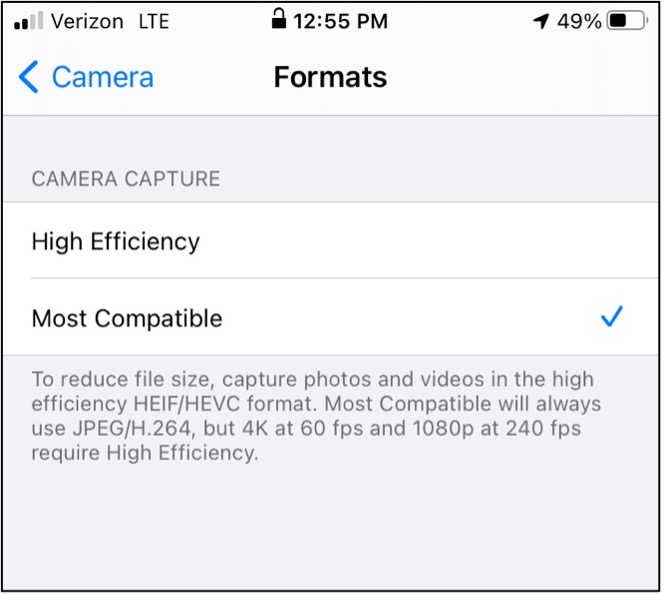 Verizon LTE 12:55 PM 49%
Camera Formats
CAMERA CAPTURE
High Efficiency
Most Compatible
To reduce file size, capture photos and videos in the high
efficiency HEIF/HEVC format. Most Compatible will always
use JPEG/H.264, but 4K at 60 fps and 1080p at 240 fps
require High Efficiency.